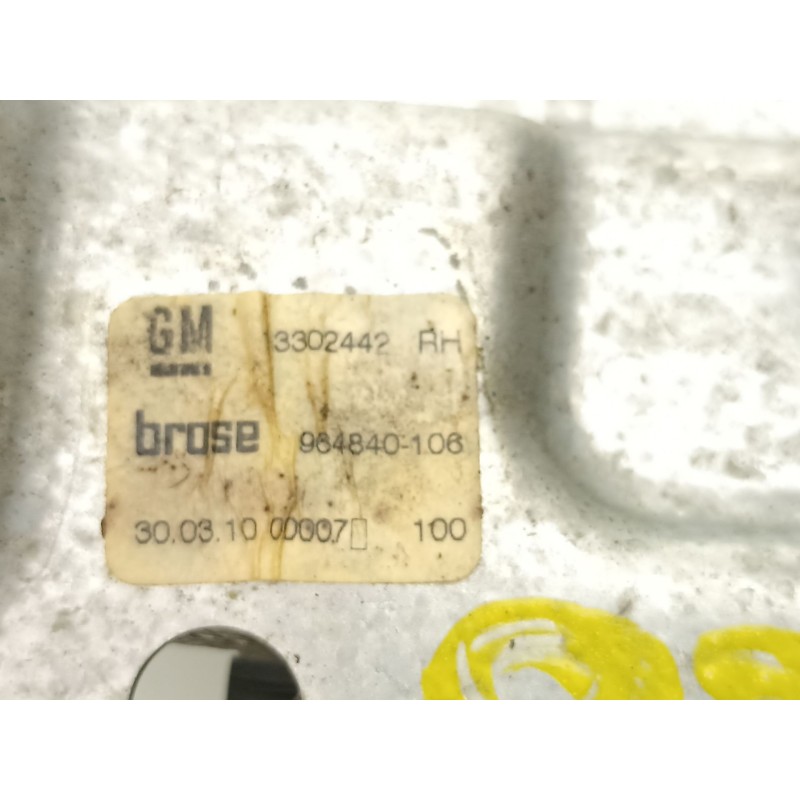 GM 3302442 RH
brose 964840-106
30.03.10 00007 100